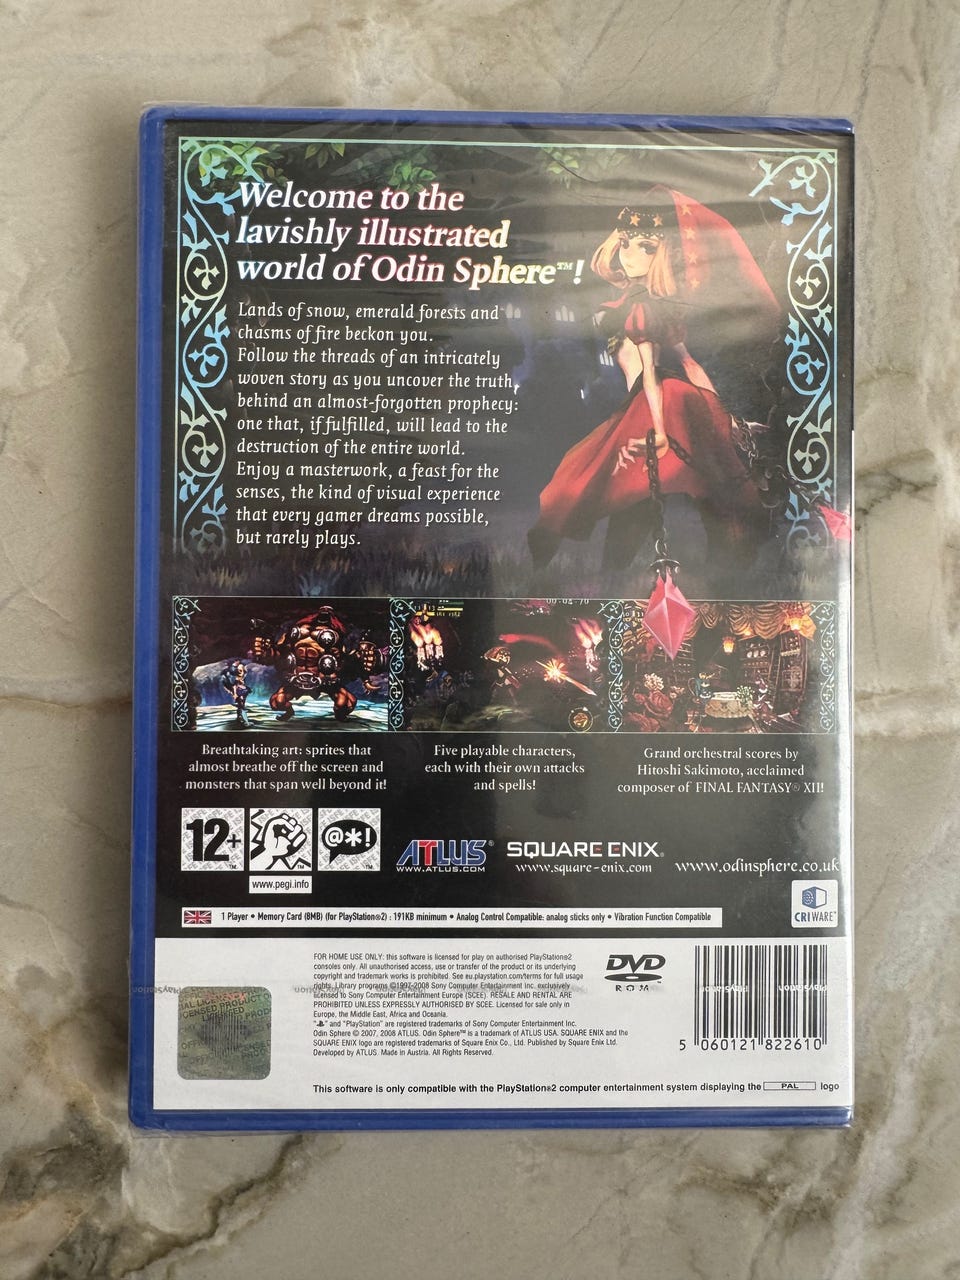 Welcome to the
lavishly illustrated
world of Odin Sphere™!
Lands of snow, emerald forests and
chasms of fire beckon you.
Follow the threads of an intricately
woven story as you uncover the truth,
behind an almost-forgotten prophecy:
one that, if fulfilled, will lead to the
destruction of the entire world.
Enjoy a masterwork, a feast for the
senses, the kind of visual experience
that every gamer dreams possible,
but rarely plays.
Breathtaking art: sprites that
almost breathe off the screen and
monsters that span well beyond it!
Five playable characters,
each with their own attacks
and spells!
Grand orchestral scores by
Hitoshi Sakimoto, acclaimed
composer of FINAL FANTASY® XII!
12+™
™
@*!
™
www.pegi.info
ATLUS®
WWW.ATLUS.COM
SQUARE ENIX®
www.square-enix.com
www.odinsphere.co.uk
CRIWARE™
1 Player • Memory Card (8MB) (for PlayStation®2) : 191KB minimum • Analog Control Compatible: analog sticks only • Vibration Function Compatible
FOR HOME USE ONLY: this software is licensed for play on authorised PlayStation®2
consoles only. All unauthorised access, use or transfer of the product or its underlying
copyright and trademark works is prohibited. See eu.playstation.com/terms for full usage
rights. Library programs ©1997-2008 Sony Computer Entertainment Inc. exclusively
licensed to Sony Computer Entertainment Europe (SCEE). RESALE AND RENTAL ARE
PROHIBITED UNLESS EXPRESSLY AUTHORISED BY SCEE. Licensed for sale only in
Europe, the Middle East, Africa and Oceania.
" " and "PlayStation" are registered trademarks of Sony Computer Entertainment Inc.
Odin Sphere © 2007, 2008 ATLUS. Odin Sphere™ is a trademark of ATLUS USA. SQUARE ENIX and the
SQUARE ENIX logo are registered trademarks of Square Enix Co., Ltd. Published by Square Enix Ltd.
Developed by ATLUS. Made in Austria. All Rights Reserved.
DVD
ROM
5 060121 822610
This software is only compatible with the PlayStation®2 computer entertainment system displaying the PAL logo